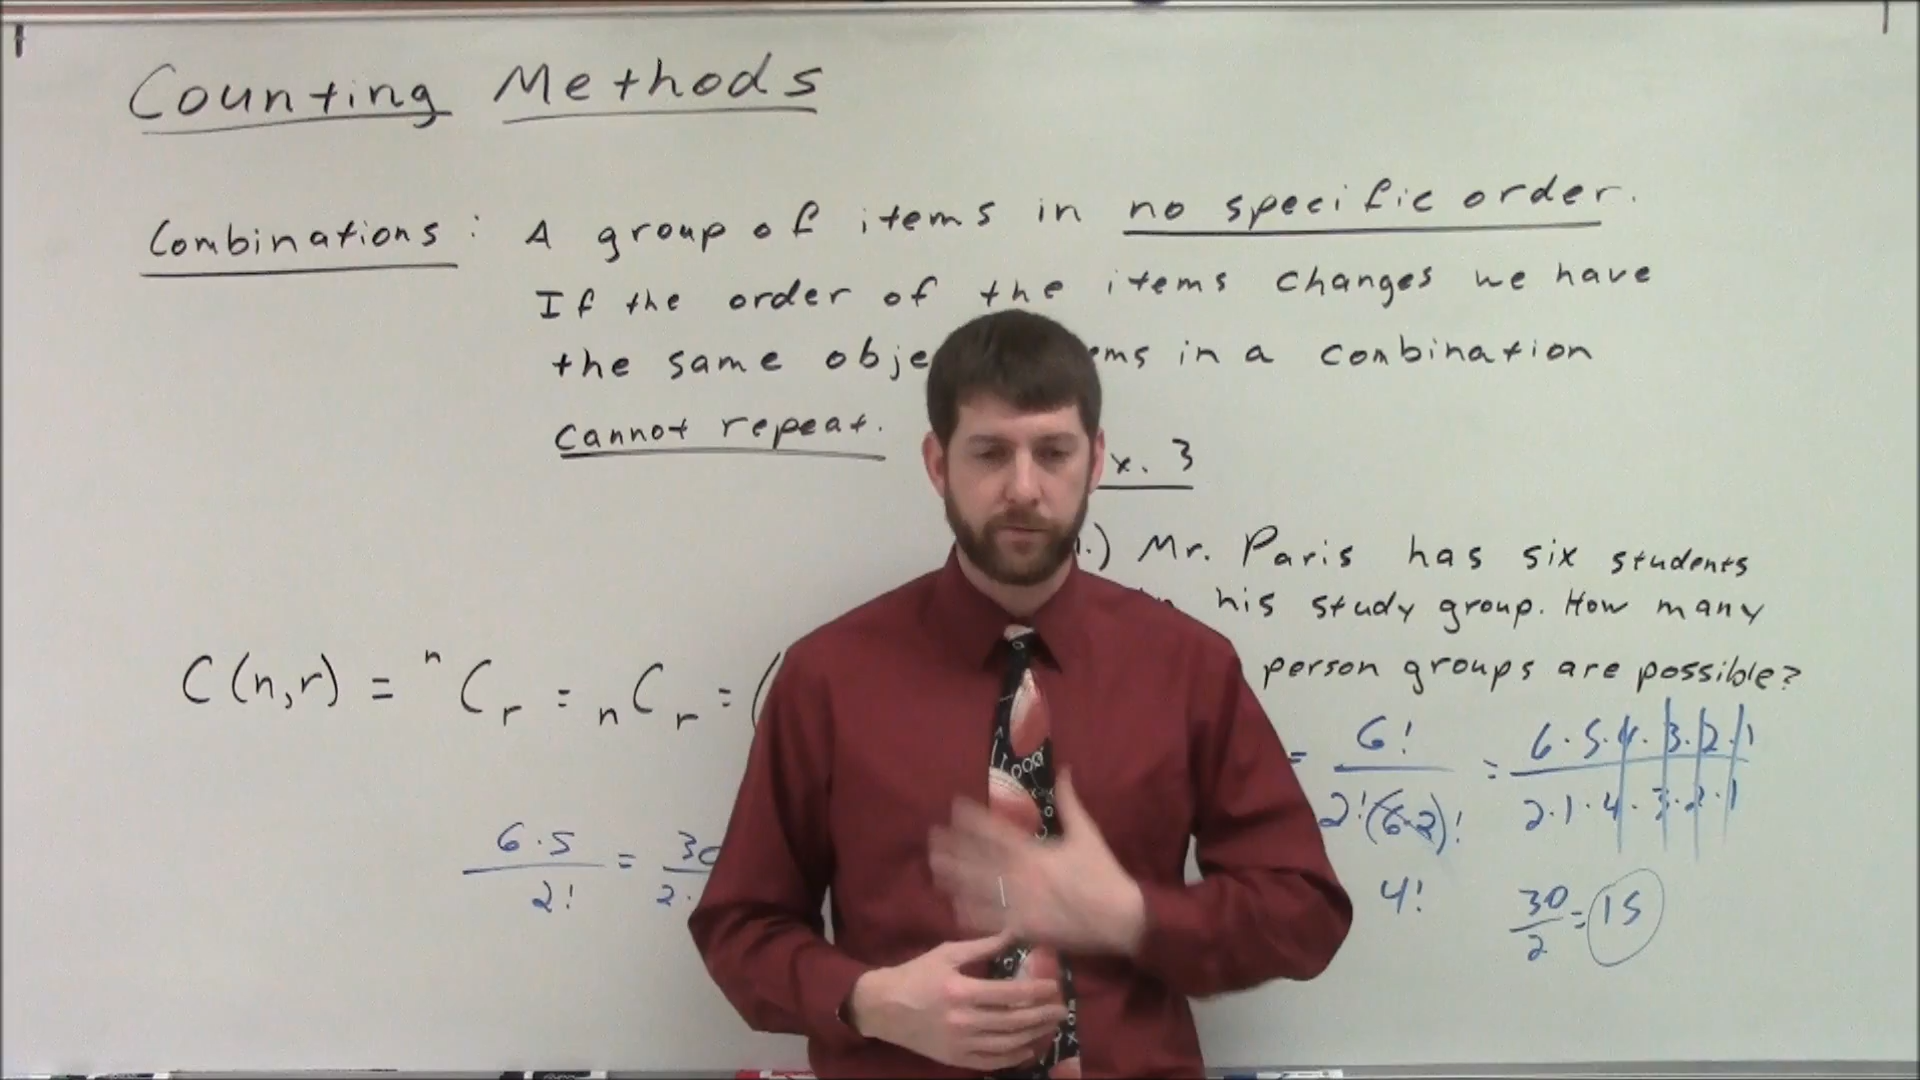 Counting Methods
Combinations: A group of items in no specific order.
If the order of the items changes we have
the same obje ems in a combination
cannot repeat.
x. 3
.) Mr. Paris has six students
his study group. How many
person groups are possible?
C(n,r) = nCr = nCr = (
= 6! / 2!(6-2)! = 6·5·4·3·2·1 / 2·1·4·3·2·1
6·5 / 2! = 30 / 2·
4!
30/2 = 15